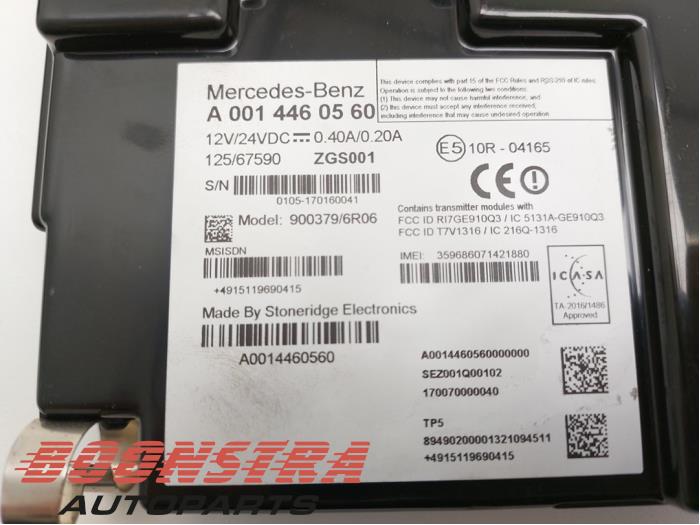 Mercedes-Benz
A 001 446 05 60
12V/24VDC 0.40A/0.20A
125/67590 ZGS001
S/N
0105-170160041
Model: 900379/6R06
MSISDN
+4915119690415
Made By Stoneridge Electronics
A0014460560
This device complies with part 15 of the FCC Rules and RSS-210 of IC rules.
Operation is subject to the following two conditions:
(1) This device may not cause harmful interference, and
(2) this device must accept any interference received,
including interference that may cause undesired operation
E5 10R - 04165
CE
Contains transmitter modules with
FCC ID RI7GE910Q3 / IC 5131A-GE910Q3
FCC ID T7V1316 / IC 216Q-1316
IMEI: 359686071421880
ICASA
TA-2016/1486
Approved
A0014460560000000
SEZ001Q00102
170070000040
TP5
89490200001321094511
+4915119690415
BOONSTRA
AUTOPARTS